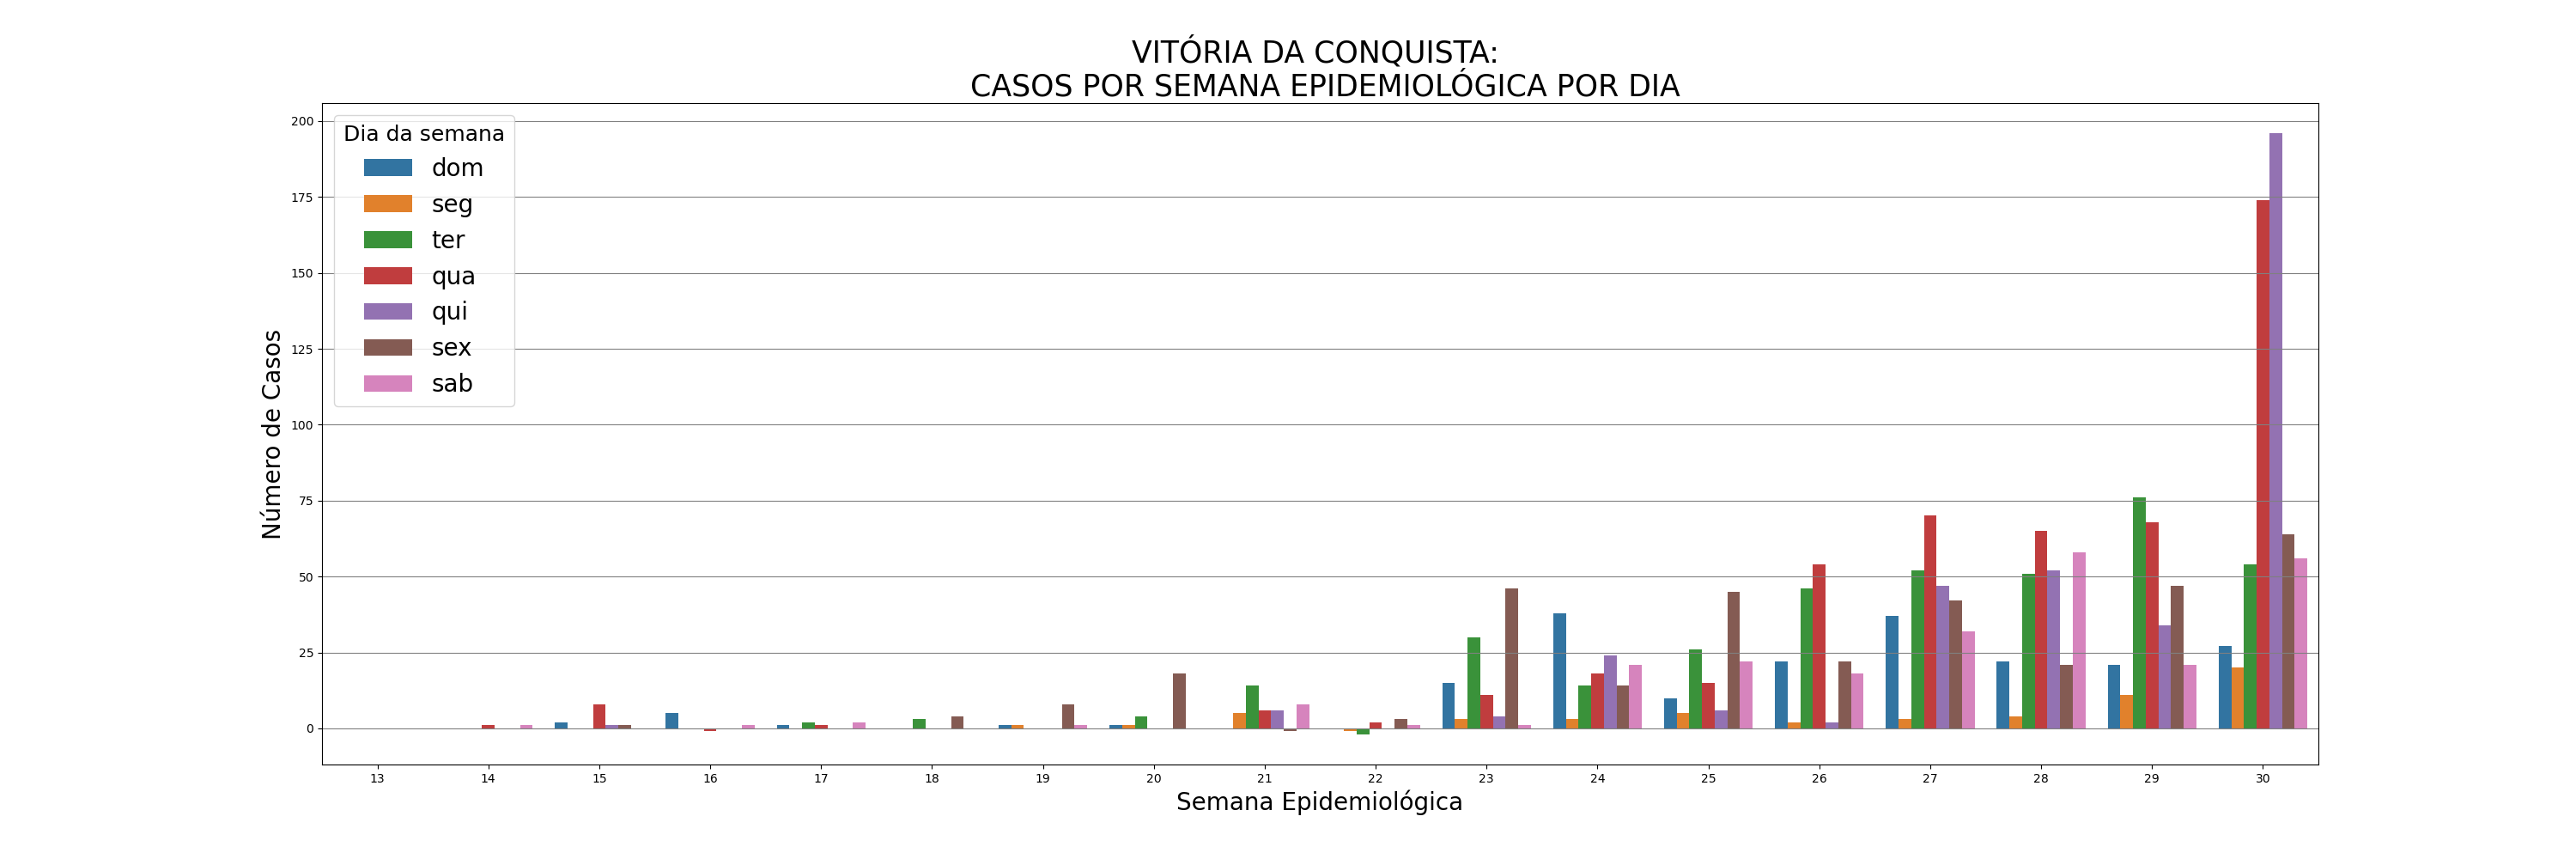 VITÓRIA DA CONQUISTA:
CASOS POR SEMANA EPIDEMIOLÓGICA POR DIA
Dia da semana
dom
seg
ter
qua
qui
sex
sab
Número de Casos
200
175
150
125
100
75
50
25
0
13 14 15 16 17 18 19 20 21 22 23 24 25 26 27 28 29 30
Semana Epidemiológica